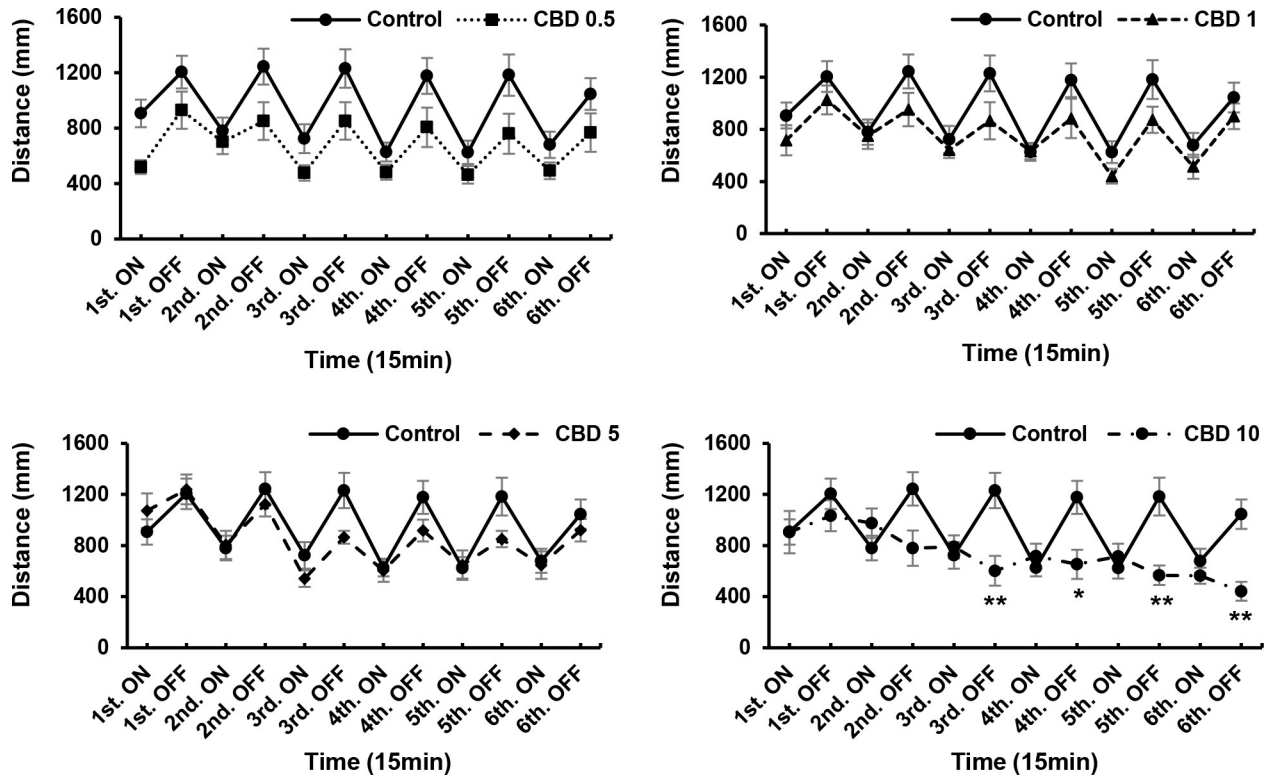 Control CBD 0.5
Distance (mm)
1600
1200
800
400
0
1st. ON
1st. OFF
2nd. ON
2nd. OFF
3rd. ON
3rd. OFF
4th. ON
4th. OFF
5th. ON
5th. OFF
6th. ON
6th. OFF
Time (15min)
Control CBD 1
Distance (mm)
1600
1200
800
400
0
1st. ON
1st. OFF
2nd. ON
2nd. OFF
3rd. ON
3rd. OFF
4th. ON
4th. OFF
5th. ON
5th. OFF
6th. ON
6th. OFF
Time (15min)
Control CBD 5
Distance (mm)
1600
1200
800
400
0
1st. ON
1st. OFF
2nd. ON
2nd. OFF
3rd. ON
3rd. OFF
4th. ON
4th. OFF
5th. ON
5th. OFF
6th. ON
6th. OFF
Time (15min)
Control CBD 10
Distance (mm)
1600
1200
800
400
0
** * ** **
1st. ON
1st. OFF
2nd. ON
2nd. OFF
3rd. ON
3rd. OFF
4th. ON
4th. OFF
5th. ON
5th. OFF
6th. ON
6th. OFF
Time (15min)